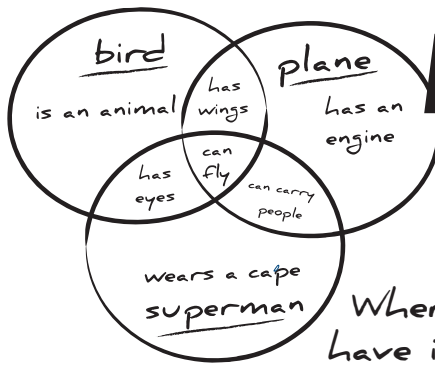 bird
is an animal
has
wings
plane
has an
engine
can
fly
has
eyes
can carry
people
wears a cape
superman
have